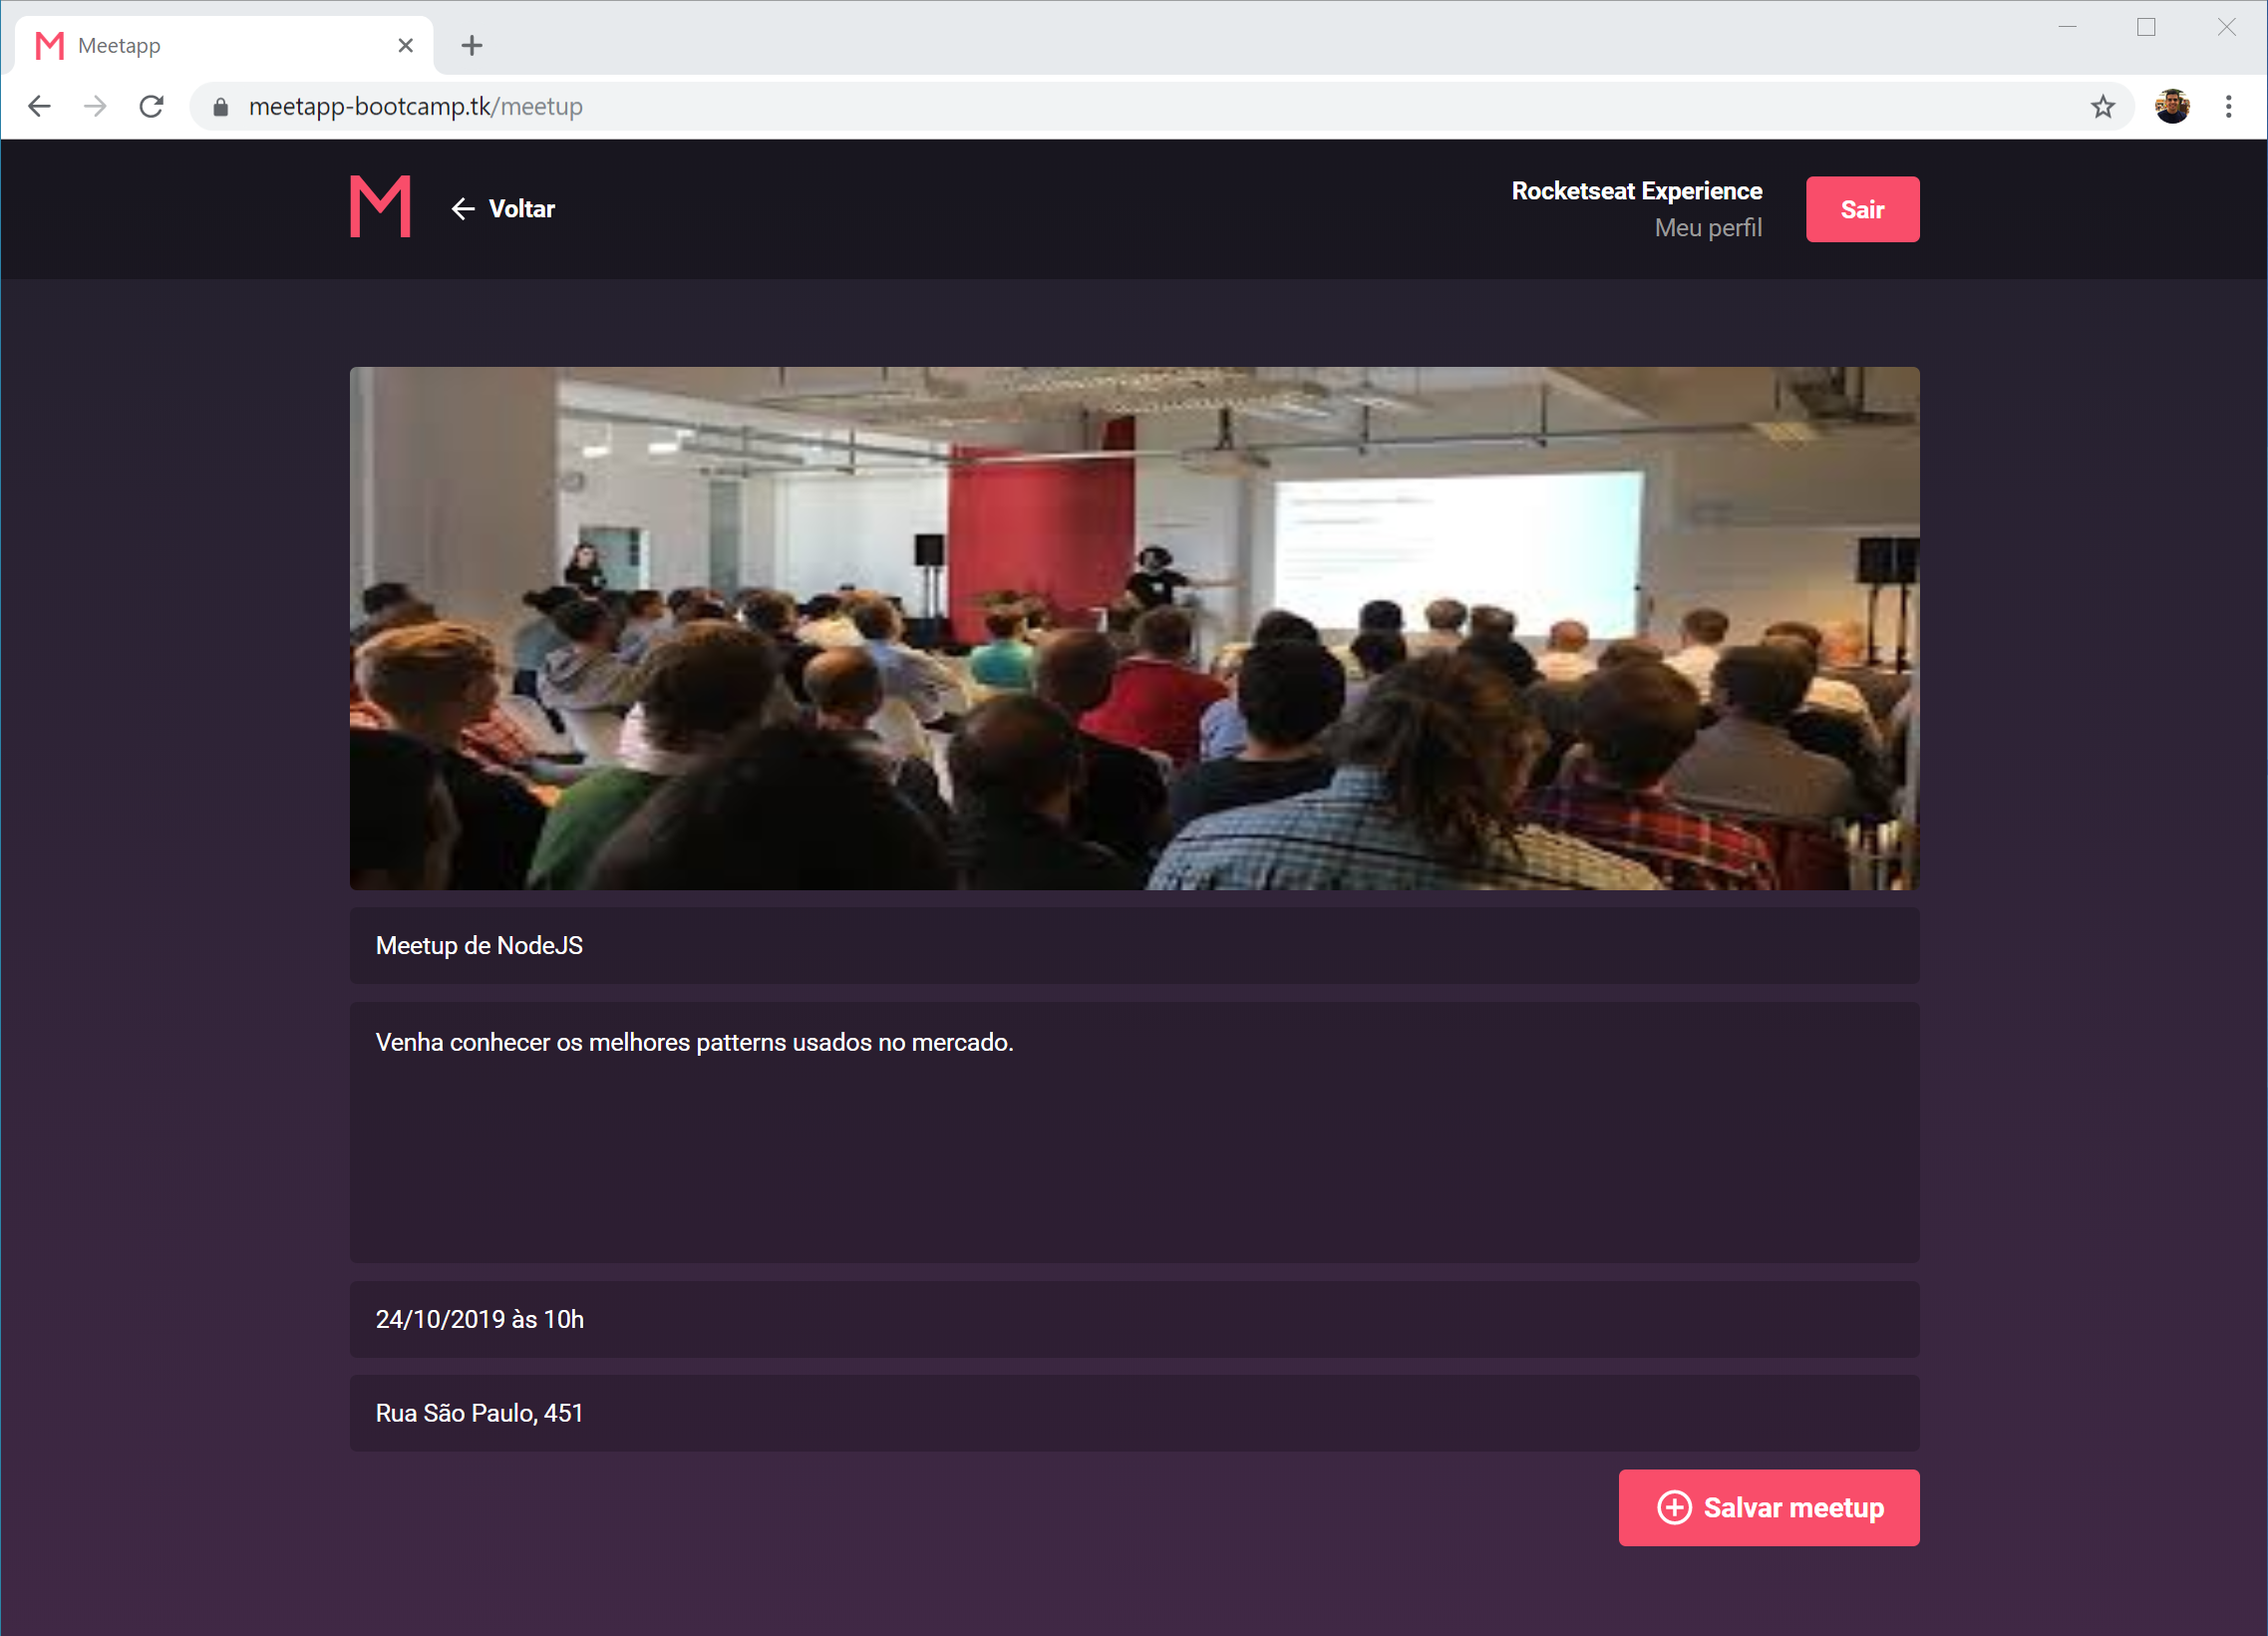 Meetapp
meetapp-bootcamp.tk/meetup
M
Voltar
Rocketseat Experience
Meu perfil
Sair
Meetup de NodeJS
Venha conhecer os melhores patterns usados no mercado.
24/10/2019 às 10h
Rua São Paulo, 451
Salvar meetup